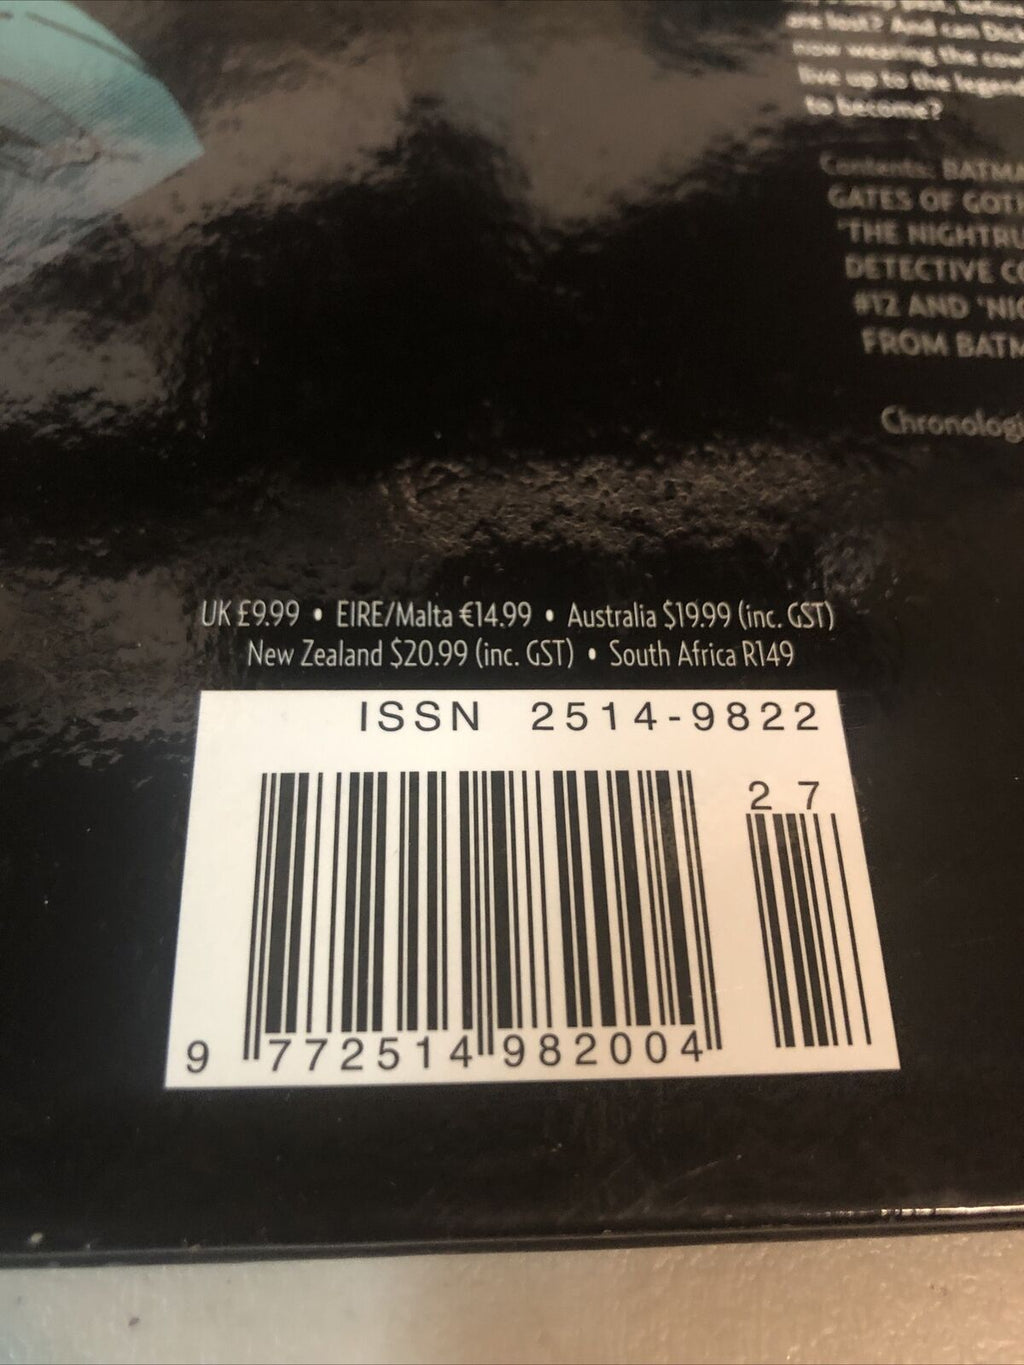 are lost? And can Dick
now wearing the cowl
live up to the legend
to become?
Contents: BATMA
GATES OF GOTH
'THE NIGHTRU
DETECTIVE CO
#12 AND 'NIG
FROM BATM
Chronologi
UK £9.99 • EIRE/Malta €14.99 • Australia $19.99 (inc. GST)
New Zealand $20.99 (inc. GST) • South Africa R149
ISSN 2514-9822
2 7
9 772514 982004